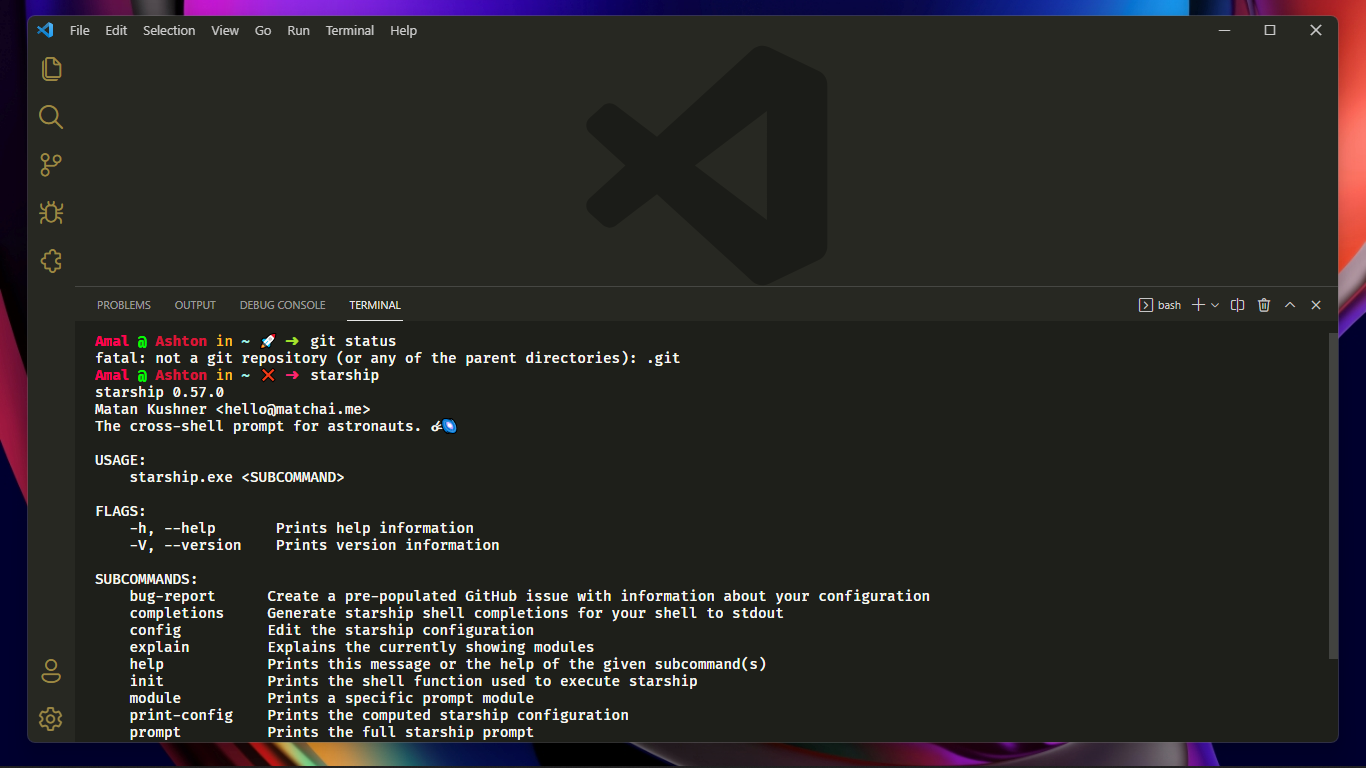 File Edit Selection View Go Run Terminal Help
PROBLEMS OUTPUT DEBUG CONSOLE TERMINAL bash
Amal @ Ashton in ~ 🚀 ➜ git status
fatal: not a git repository (or any of the parent directories): .git
Amal @ Ashton in ~ ❌ ➜ starship
starship 0.57.0
Matan Kushner <hello@matchai.me>
The cross-shell prompt for astronauts. ☄🌌️
USAGE:
starship.exe <SUBCOMMAND>
FLAGS:
-h, --help Prints help information
-V, --version Prints version information
SUBCOMMANDS:
bug-report Create a pre-populated GitHub issue with information about your configuration
completions Generate starship shell completions for your shell to stdout
config Edit the starship configuration
explain Explains the currently showing modules
help Prints this message or the help of the given subcommand(s)
init Prints the shell function used to execute starship
module Prints a specific prompt module
print-config Prints the computed starship configuration
prompt Prints the full starship prompt